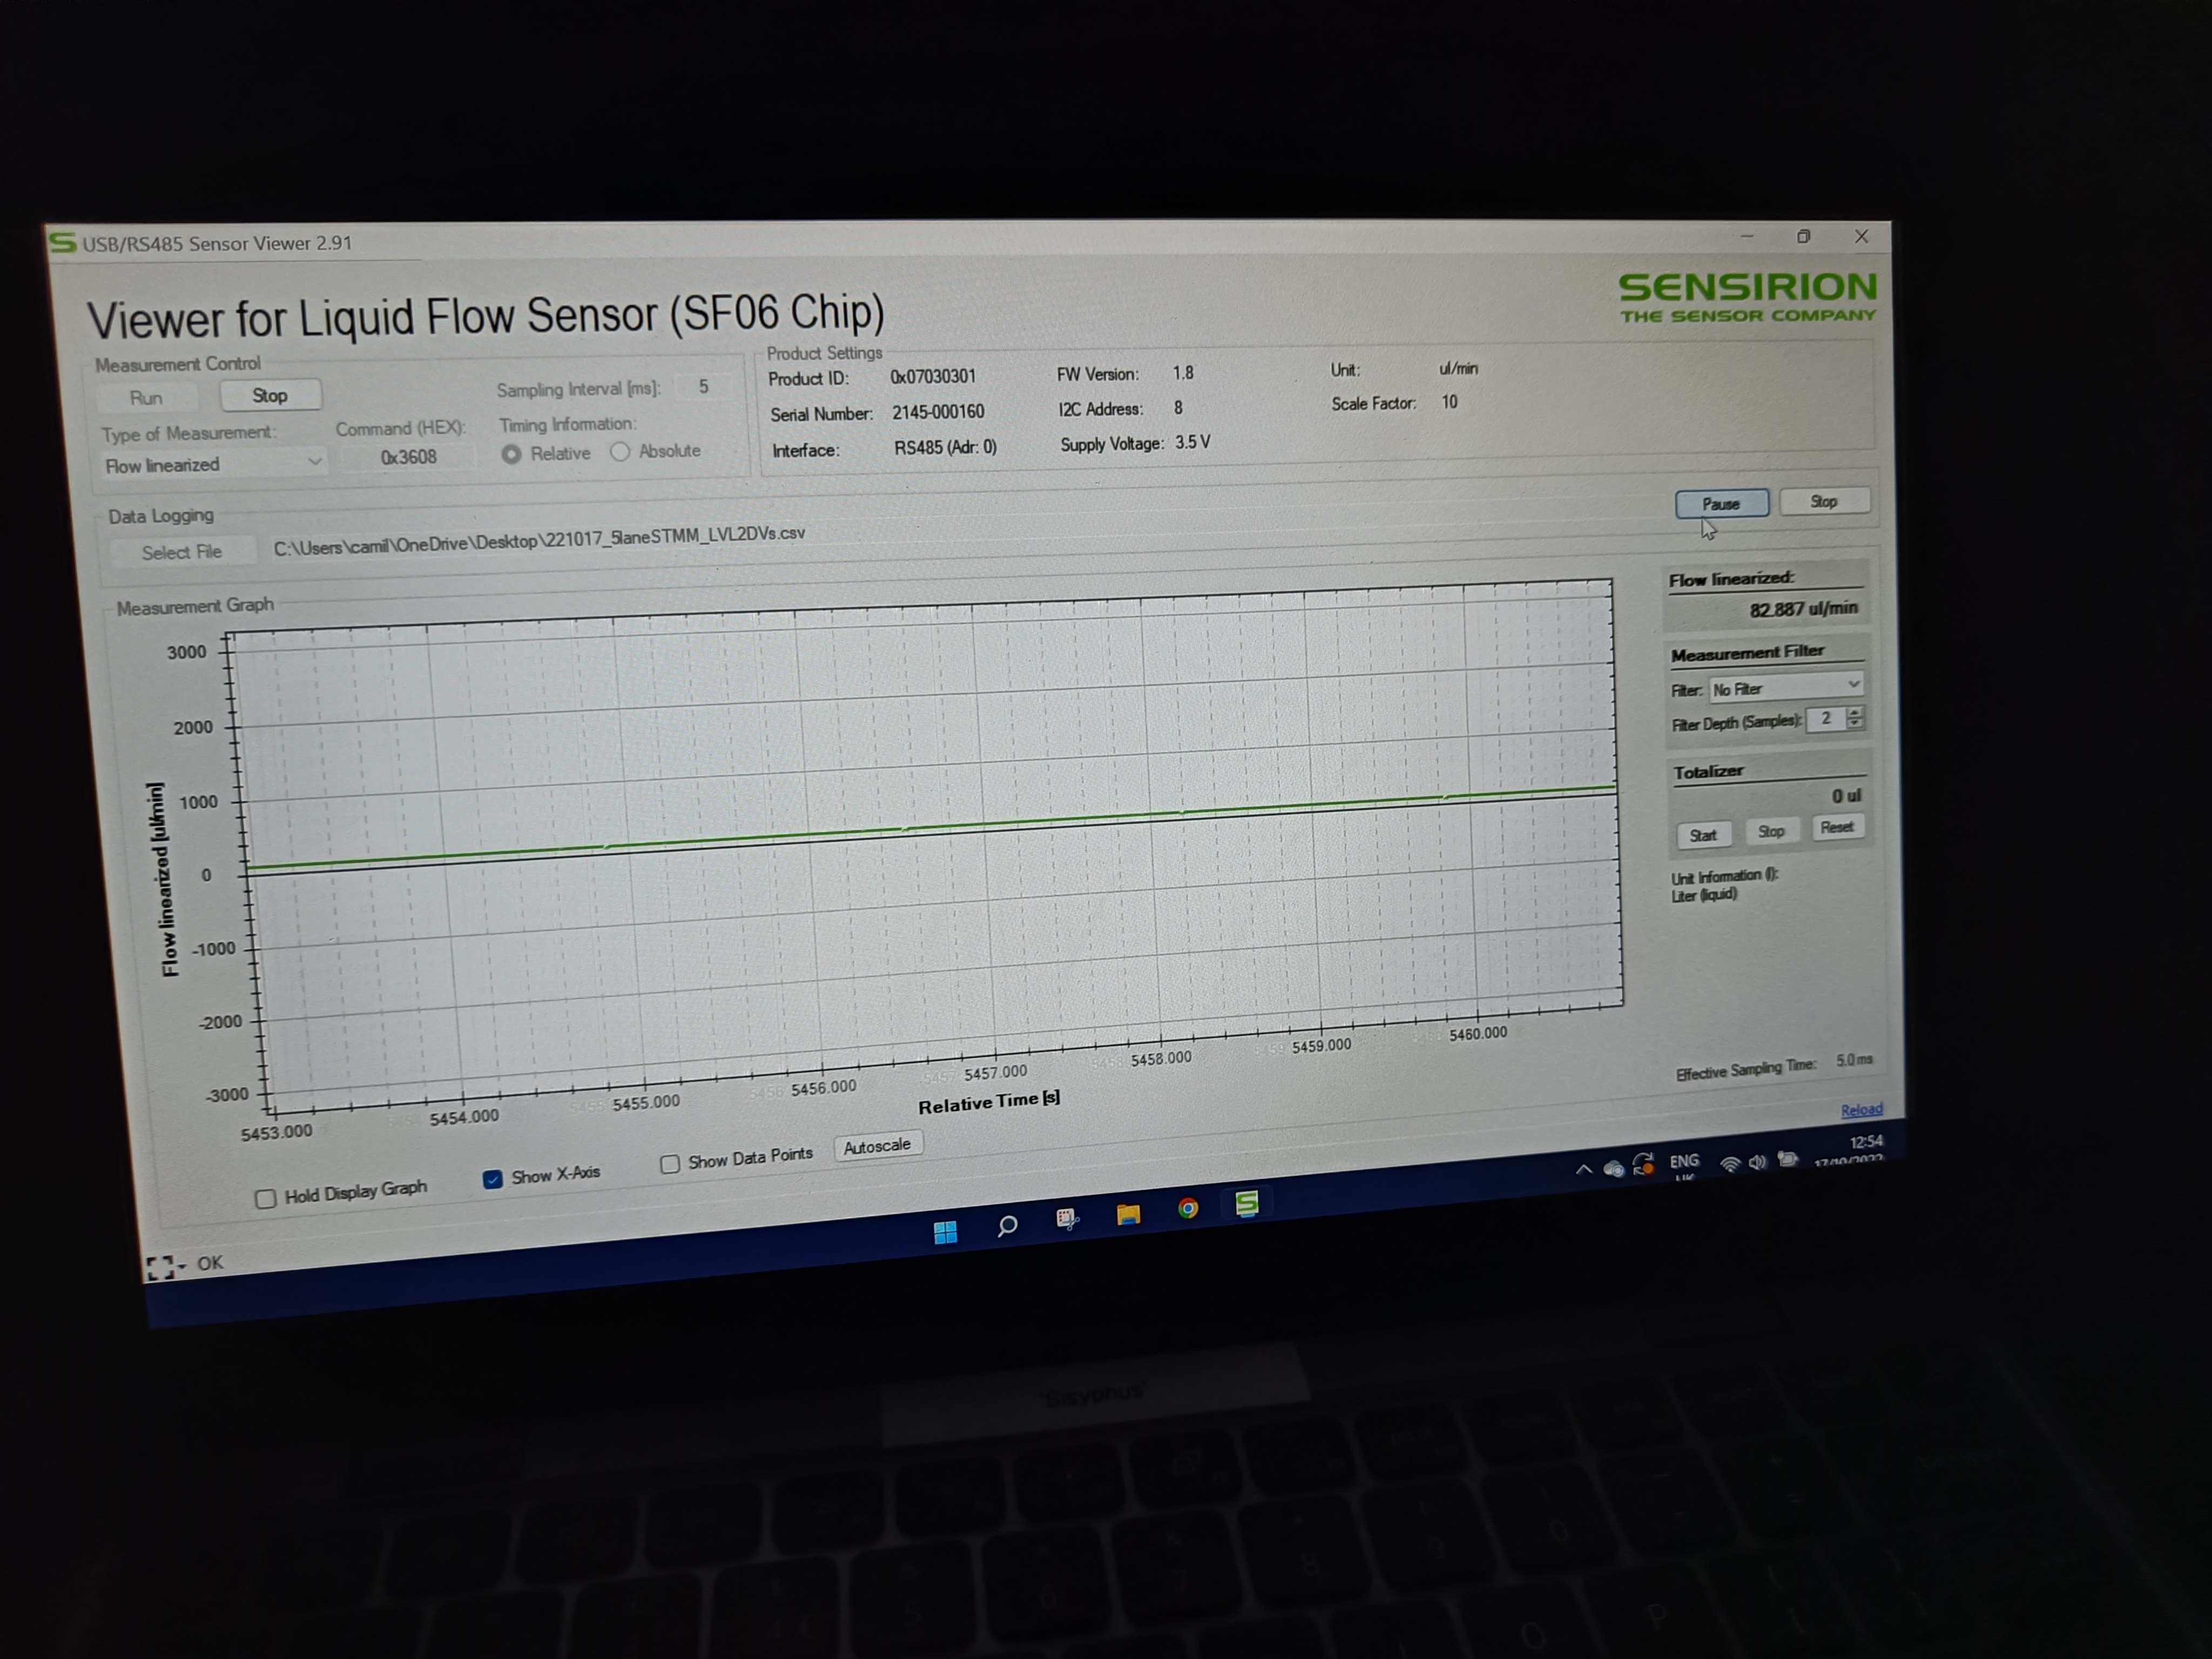 USB/RS485 Sensor Viewer 2.91
SENSIRION
THE SENSOR COMPANY
Viewer for Liquid Flow Sensor (SF06 Chip)
Measurement Control
Run Stop Sampling Interval [ms]: 5
Type of Measurement: Command (HEX): Timing Information:
Flow linearized 0x3608 Relative Absolute
Product Settings
Product ID: 0x07030301 FW Version: 1.8 Unit: ul/min
Serial Number: 2145-000160 I2C Address: 8 Scale Factor: 10
Interface: RS485 (Adr: 0) Supply Voltage: 3.5 V
Data Logging
Pause Stop
Select File C:\Users\camil\OneDrive\Desktop\221017_5laneSTMM_LVL2DVs.csv
Measurement Graph
3000
2000
1000
0
-1000
-2000
-3000
Flow linearized [ul/min]
5453.000 5454.000 5455.000 5456.000 5457.000 5458.000 5459.000 5460.000
Relative Time [s]
Flow linearized:
82.887 ul/min
Measurement Filter
Filter: No Filter
Filter Depth (Samples): 2
Totalizer
0 ul
Start Stop Reset
Unit Information (l):
Liter (liquid)
Effective Sampling Time: 5.0 ms
Reload
Hold Display Graph Show X-Axis Show Data Points Autoscale
OK
ENG
12:54
17/10/2022
'Sisyphus'